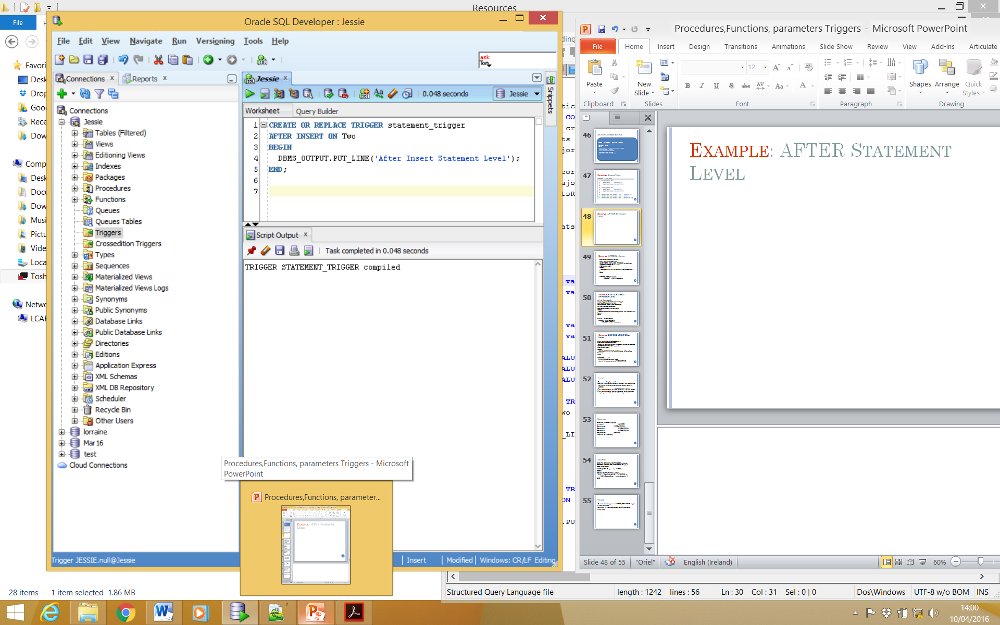 Resources
File
Favori
Desk
Drop
Goog
Rece
Dow
Comp
Desk
Docu
Dow
Musi
Pictu
Vide
Loca
Tosh
Netwo
LCAF
28 items 1 item selected 1.86 MB
Oracle SQL Developer : Jessie
File Edit View Navigate Run Versioning Tools Help
ask
Tom
Connections Reports
Connections
Jessie
Tables (Filtered)
Views
Editioning Views
Indexes
Packages
Procedures
Functions
Queues
Queues Tables
Triggers
Crossedition Triggers
Types
Sequences
Materialized Views
Materialized Views Logs
Synonyms
Public Synonyms
Database Links
Public Database Links
Directories
Editions
Application Express
XML Schemas
XML DB Repository
Scheduler
Recycle Bin
Other Users
lorraine
Mar16
test
Cloud Connections
Jessie
0.048 seconds Jessie
Snippets
Worksheet Query Builder
1 CREATE OR REPLACE TRIGGER statement_trigger
2 AFTER INSERT ON Two
3 BEGIN
4 DBMS_OUTPUT.PUT_LINE('After Insert Statement Level');
5 END;
6
7
Script Output
Task completed in 0.048 seconds
TRIGGER STATEMENT_TRIGGER compiled
Procedures,Functions, parameters Triggers - Microsoft
PowerPoint
Procedures,Functions, parameter...
Trigger JESSIE.null@Jessie
Insert Modified Windows: CR/LF Editing
Procedures,Functions, parameters Triggers - Microsoft PowerPoint
File Home Insert Design Transitions Animations Slide Show Review View Add-Ins Articulate
Paste New Slide Shapes Arrange Quick Styles
12
Clipboard Slides Font Paragraph Drawing
46
47
48
49
50
51
52
53
54
55
Example: AFTER Statement
Level
Slide 48 of 55 "Oriel" English (Ireland) 60%
Structured Query Language file length : 1242 lines : 56 Ln : 30 Col : 31 Sel : 0 | 0 Dos\Windows UTF-8 w/o BOM INS
14:00
10/04/2016